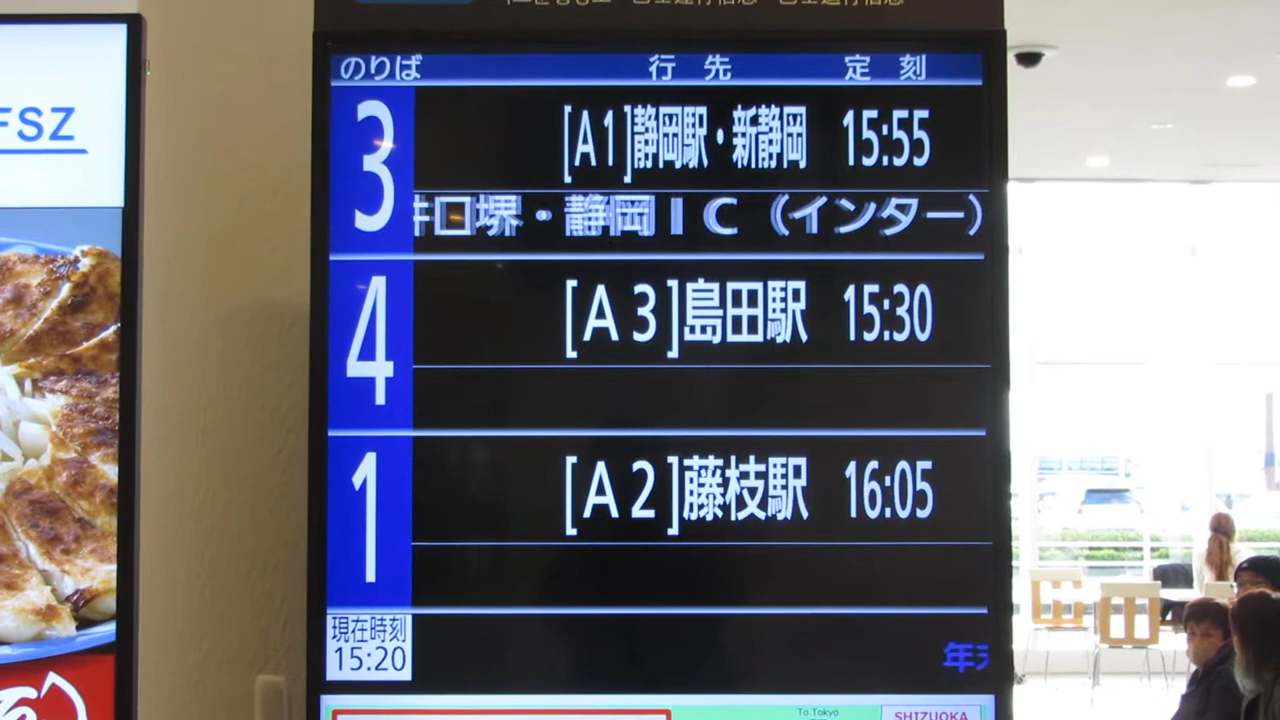 FSZ
のりば 行先 定刻
3 [A1]静岡駅・新静岡 15:55
井口堺・静岡IC(インター)
4 [A3]島田駅 15:30
1 [A2]藤枝駅 16:05
現在時刻
15:20
年
To Tokyo
SHIZUOKA